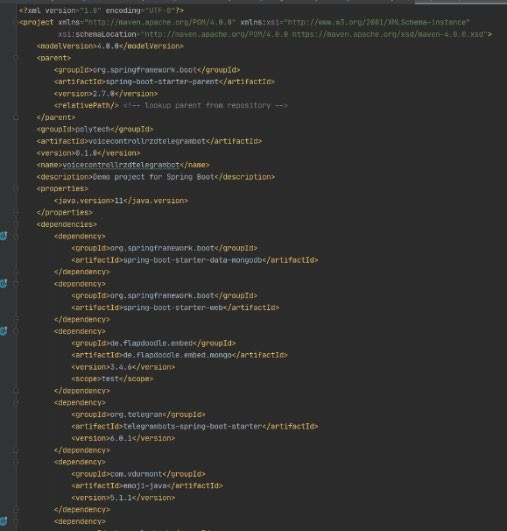 <?xml version="1.0" encoding="UTF-8"?>
<project xmlns="http://maven.apache.org/POM/4.0.0" xmlns:xsi="http://www.w3.org/2001/XMLSchema-instance"
xsi:schemaLocation="http://maven.apache.org/POM/4.0.0 https://maven.apache.org/xsd/maven-4.0.0.xsd">
<modelVersion>4.0.0</modelVersion>
<parent>
<groupId>org.springframework.boot</groupId>
<artifactId>spring-boot-starter-parent</artifactId>
<version>2.7.0</version>
<relativePath/> <!-- lookup parent from repository -->
</parent>
<groupId>polytech</groupId>
<artifactId>voicecontrollrzdtelegrambot</artifactId>
<version>0.1.0</version>
<name>voicecontrollrzdtelegrambot</name>
<description>Demo project for Spring Boot</description>
<properties>
<java.version>11</java.version>
</properties>
<dependencies>
<dependency>
<groupId>org.springframework.boot</groupId>
<artifactId>spring-boot-starter-data-mongodb</artifactId>
</dependency>
<dependency>
<groupId>org.springframework.boot</groupId>
<artifactId>spring-boot-starter-web</artifactId>
</dependency>
<dependency>
<groupId>de.flapdoodle.embed</groupId>
<artifactId>de.flapdoodle.embed.mongo</artifactId>
<version>3.4.6</version>
<scope>test</scope>
</dependency>
<dependency>
<groupId>org.telegram</groupId>
<artifactId>telegrambots-spring-boot-starter</artifactId>
<version>6.0.1</version>
</dependency>
<dependency>
<groupId>com.vdurmont</groupId>
<artifactId>emoji-java</artifactId>
<version>5.1.1</version>
</dependency>
<dependency>